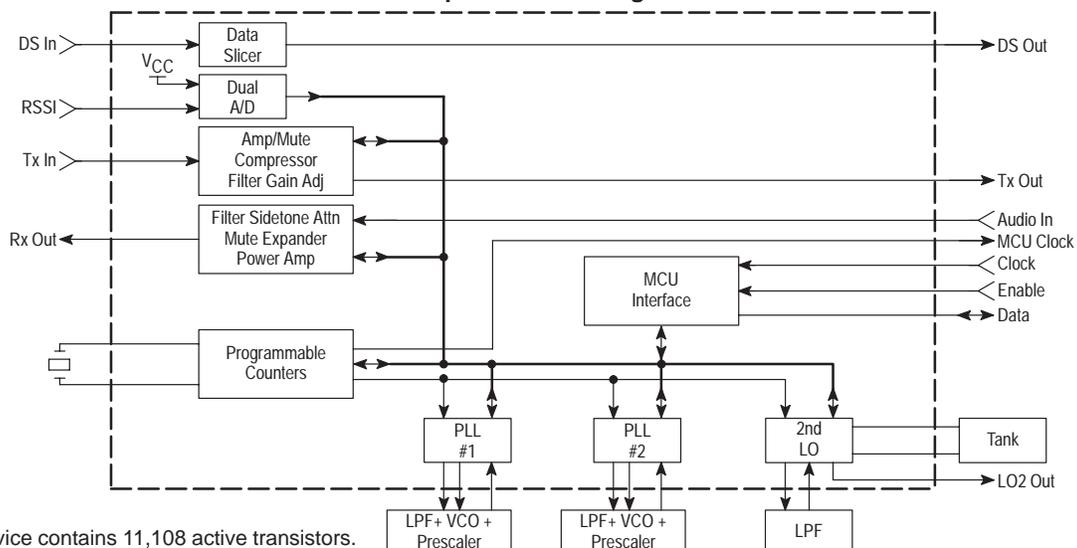 DS In
Data
Slicer
DS Out
VCC
RSSI
Dual
A/D
Tx In
Amp/Mute
Compressor
Filter Gain Adj
Tx Out
Rx Out
Filter Sidetone Attn
Mute Expander
Power Amp
Audio In
MCU Clock
Clock
MCU
Interface
Enable
Data
Programmable
Counters
PLL
#1
PLL
#2
2nd
LO
Tank
LO2 Out
LPF+ VCO +
Prescaler
LPF+ VCO +
Prescaler
LPF
contains 11,108 active transistors.